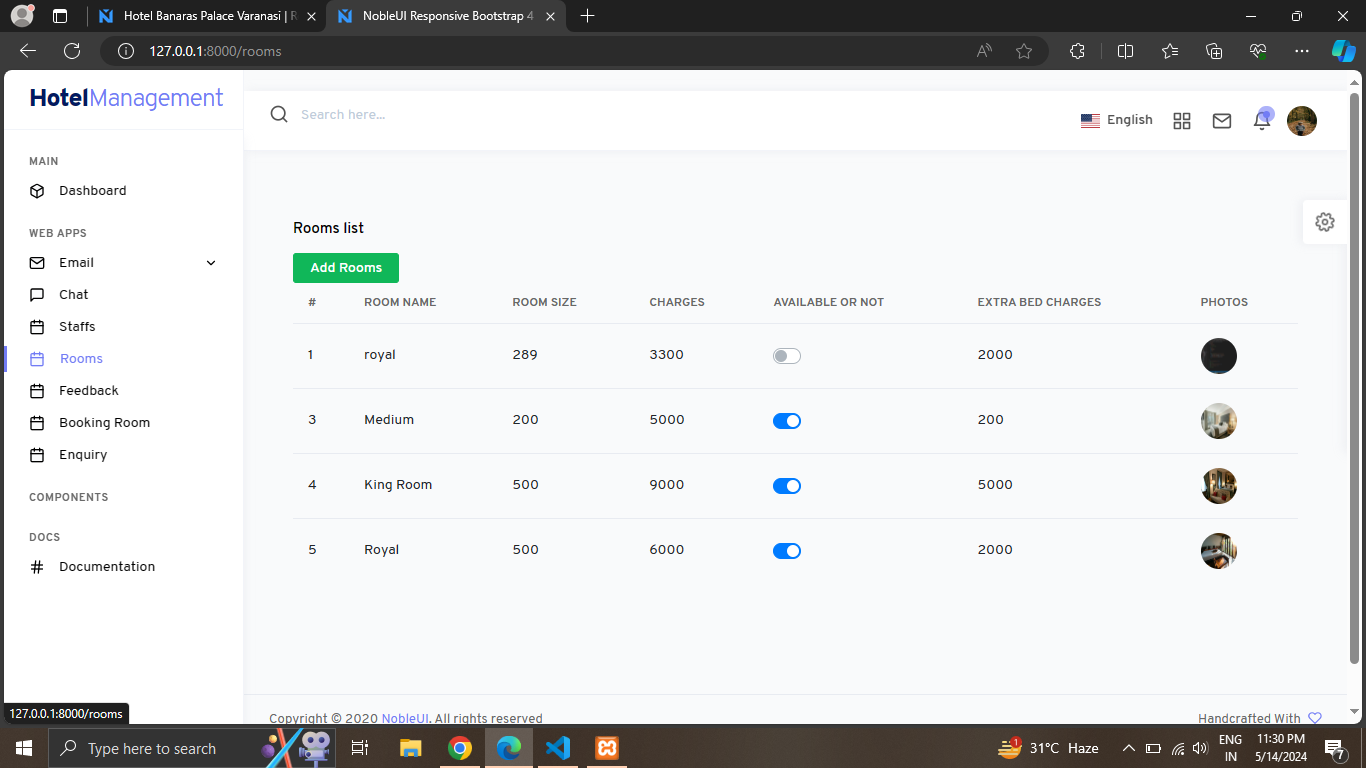 Hotel Banaras Palace Varanasi | R
NobleUI Responsive Bootstrap 4
127.0.0.1:8000/rooms
HotelManagement
Search here...
English
MAIN
Dashboard
WEB APPS
Email
Chat
Staffs
Rooms
Feedback
Booking Room
Enquiry
COMPONENTS
DOCS
# Documentation
Rooms list
Add Rooms
# ROOM NAME ROOM SIZE CHARGES AVAILABLE OR NOT EXTRA BED CHARGES PHOTOS
1 royal 289 3300 2000
3 Medium 200 5000 200
4 King Room 500 9000 5000
5 Royal 500 6000 2000
127.0.0.1:8000/rooms
Copyright © 2020 NobleUI. All rights reserved
Handcrafted With
Type here to search
1
31°C Haze
ENG
IN
11:30 PM
5/14/2024
7